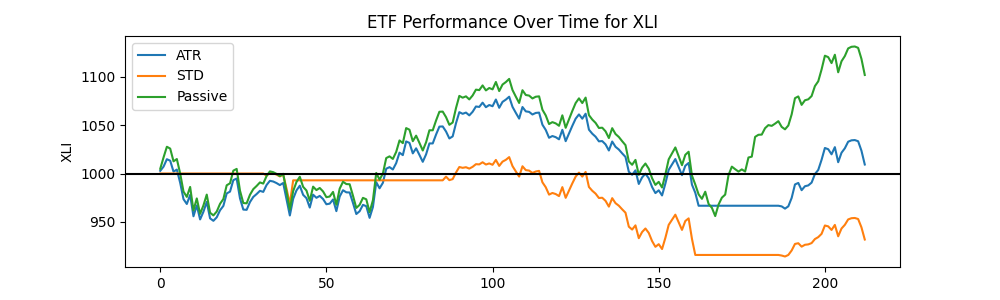 ETF Performance Over Time for XLI
ATR
STD
Passive
XLI
1100
1050
1000
950
0 50 100 150 200